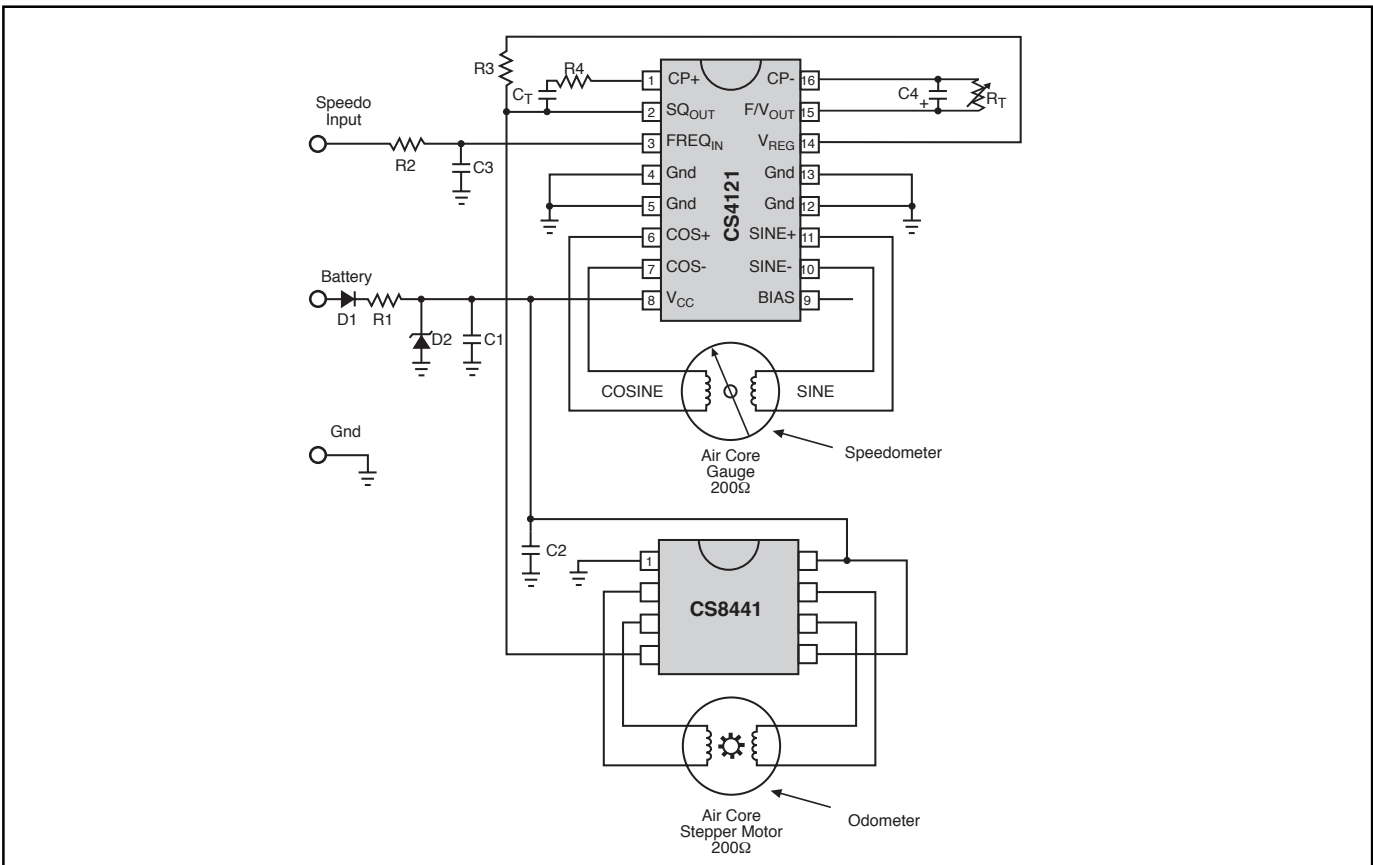 R3
R4
C_T
Speedo
Input
R2
C3
1 CP+
2 SQ_OUT
3 FREQ_IN
4 Gnd
5 Gnd
6 COS+
7 COS-
8 V_CC
CS4121
CP- 16
F/V_OUT 15
V_REG 14
Gnd 13
Gnd 12
SINE+ 11
SINE- 10
BIAS 9
C4
+
R_T
Battery
D1
R1
D2
C1
COSINE
SINE
Gnd
Air Core
Gauge
200Ω
Speedometer
C2
1
CS8441
Air Core
Stepper Motor
200Ω
Odometer